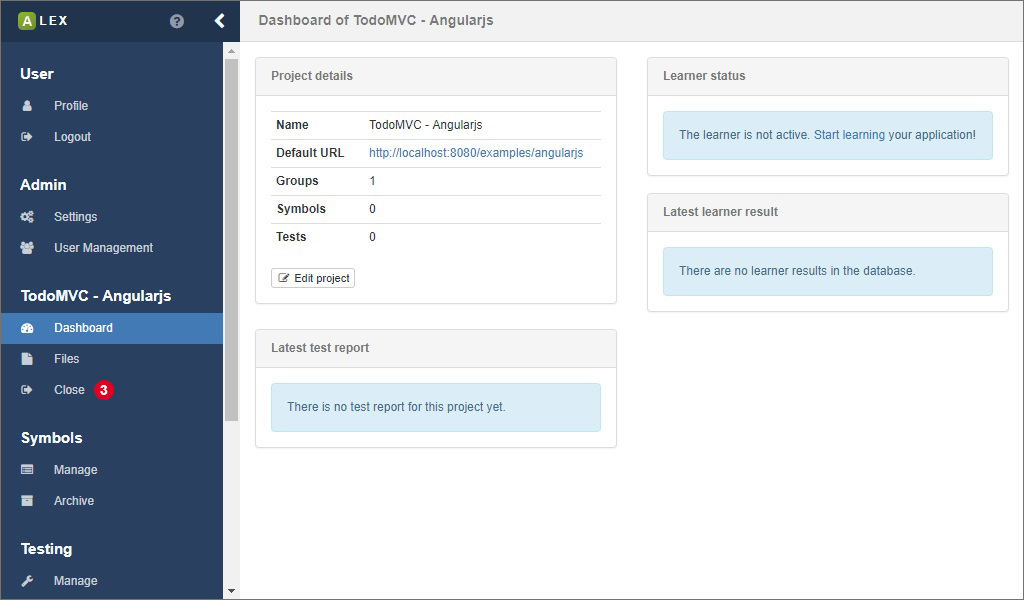 ALEX
?
User
Profile
Logout
Admin
Settings
User Management
TodoMVC - Angularjs
Dashboard
Files
Close 3
Symbols
Manage
Archive
Testing
Manage
Dashboard of TodoMVC - Angularjs
Project details
Name TodoMVC - Angularjs
Default URL http://localhost:8080/examples/angularjs
Groups 1
Symbols 0
Tests 0
Edit project
Latest test report
There is no test report for this project yet.
Learner status
The learner is not active. Start learning your application!
Latest learner result
There are no learner results in the database.